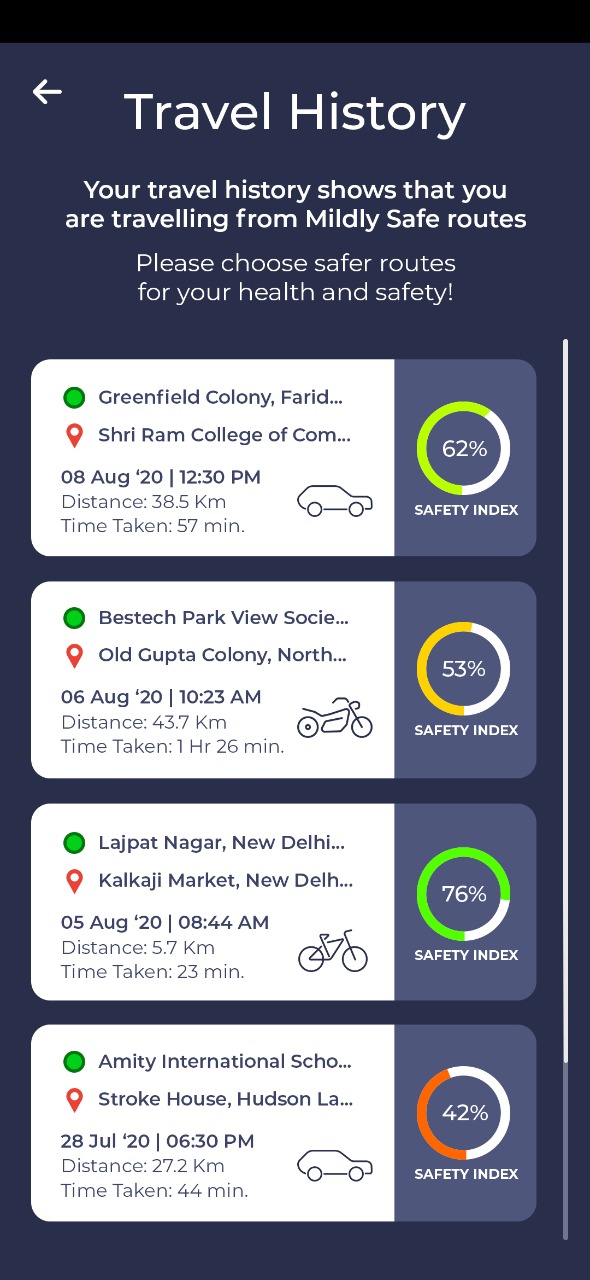 Travel History
Your travel history shows that you
are travelling from Mildly Safe routes
Please choose safer routes
for your health and safety!
Greenfield Colony, Farid...
Shri Ram College of Com...
08 Aug ‘20 | 12:30 PM
Distance: 38.5 Km
Time Taken: 57 min.
62%
SAFETY INDEX
Bestech Park View Socie...
Old Gupta Colony, North...
06 Aug ‘20 | 10:23 AM
Distance: 43.7 Km
Time Taken: 1 Hr 26 min.
53%
SAFETY INDEX
Lajpat Nagar, New Delhi...
Kalkaji Market, New Delh...
05 Aug ‘20 | 08:44 AM
Distance: 5.7 Km
Time Taken: 23 min.
76%
SAFETY INDEX
Amity International Scho...
Stroke House, Hudson La...
28 Jul ‘20 | 06:30 PM
Distance: 27.2 Km
Time Taken: 44 min.
42%
SAFETY INDEX